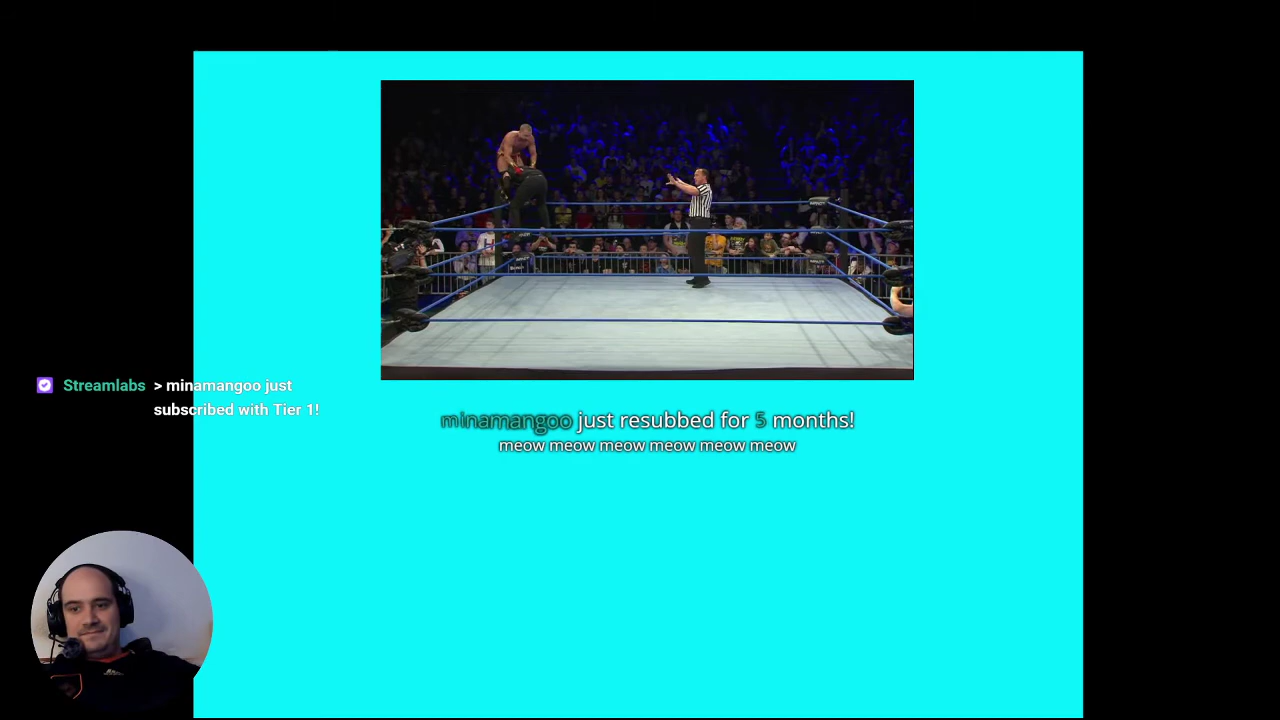 Streamlabs > minamangoo just
subscribed with Tier 1!
minamangoo just resubbed for 5 months!
meow meow meow meow meow meow